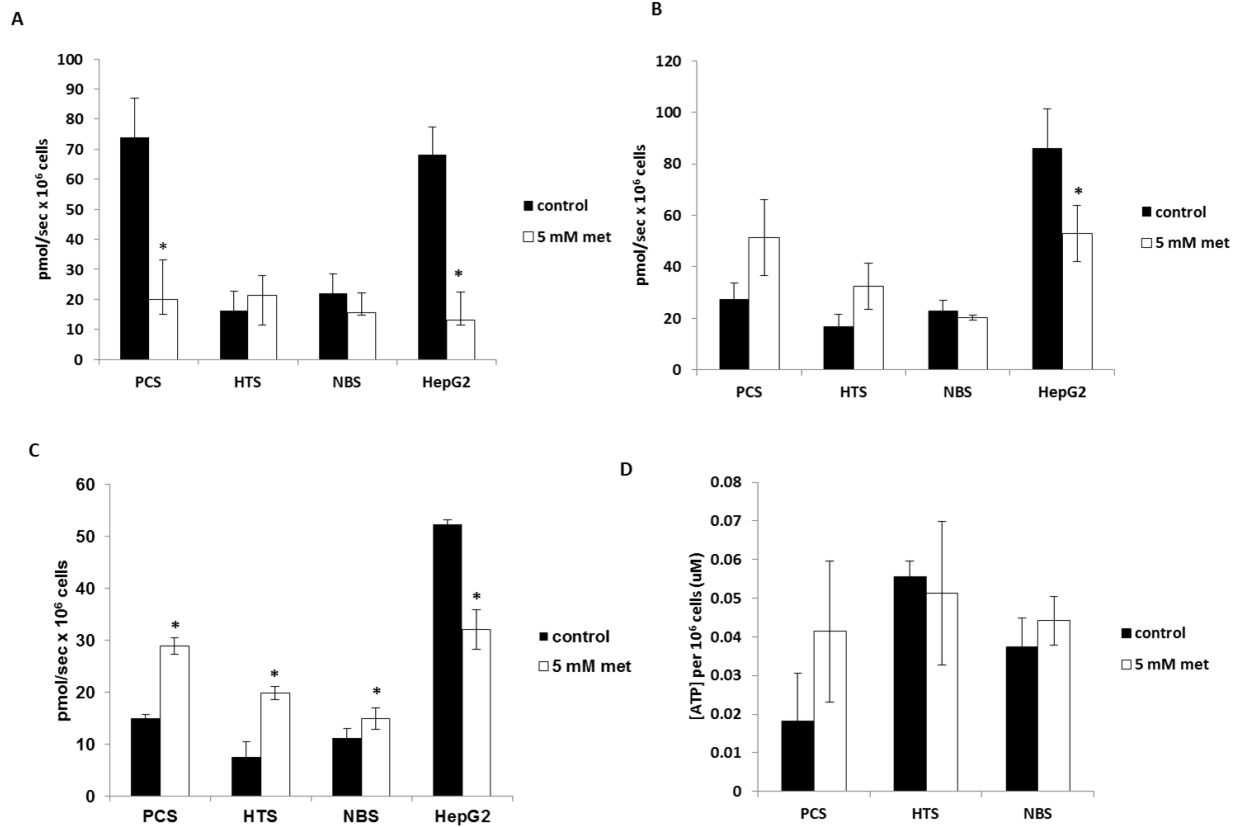 A
pmol/sec x 10⁶ cells
100
90
80
70
60
50
40
30
20
10
0
*
*
PCS
HTS
NBS
HepG2
control
5 mM met
B
pmol/sec x 10⁶ cells
120
100
80
60
40
20
0
*
PCS
HTS
NBS
HepG2
control
5 mM met
C
pmol/sec x 10⁶ cells
60
50
40
30
20
10
0
*
*
*
*
PCS
HTS
NBS
HepG2
control
5 mM met
D
[ATP] per 10⁶ cells (uM)
0.08
0.07
0.06
0.05
0.04
0.03
0.02
0.01
0
PCS
HTS
NBS
control
5 mM met